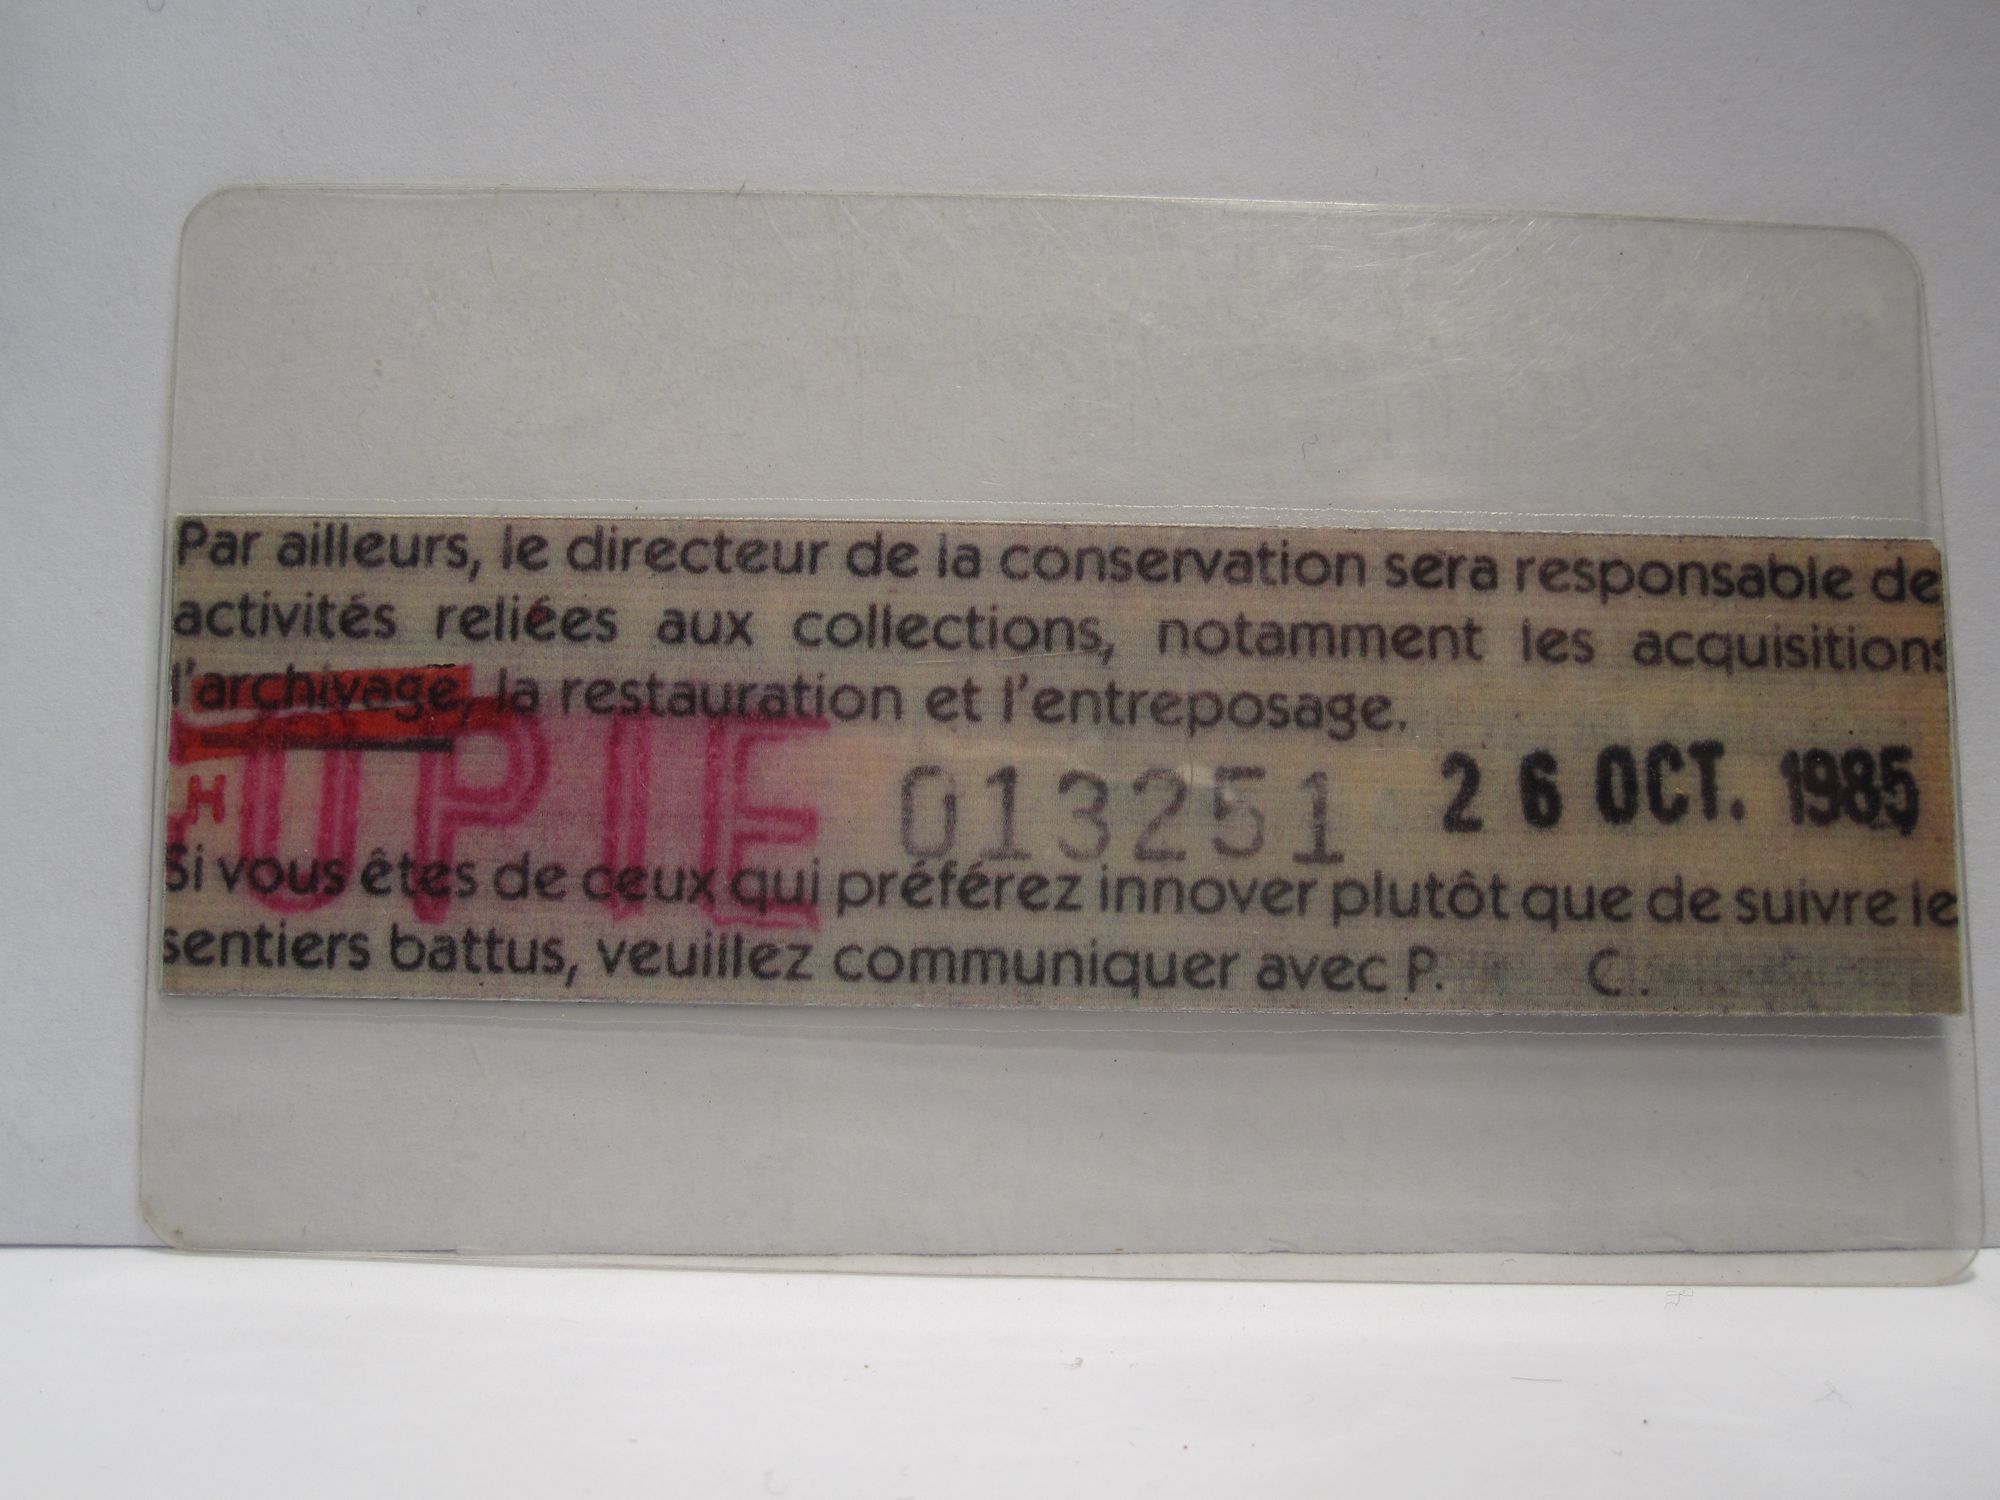 Par ailleurs, le directeur de la conservation sera responsable de
activités reliées aux collections, notamment les acquisitions
l'archivage, la restauration et l'entreposage.
OPIE
013251
26 OCT. 1985
H
Si vous êtes de ceux qui préférez innover plutôt que de suivre le
sentiers battus, veuillez communiquer avec P. C.